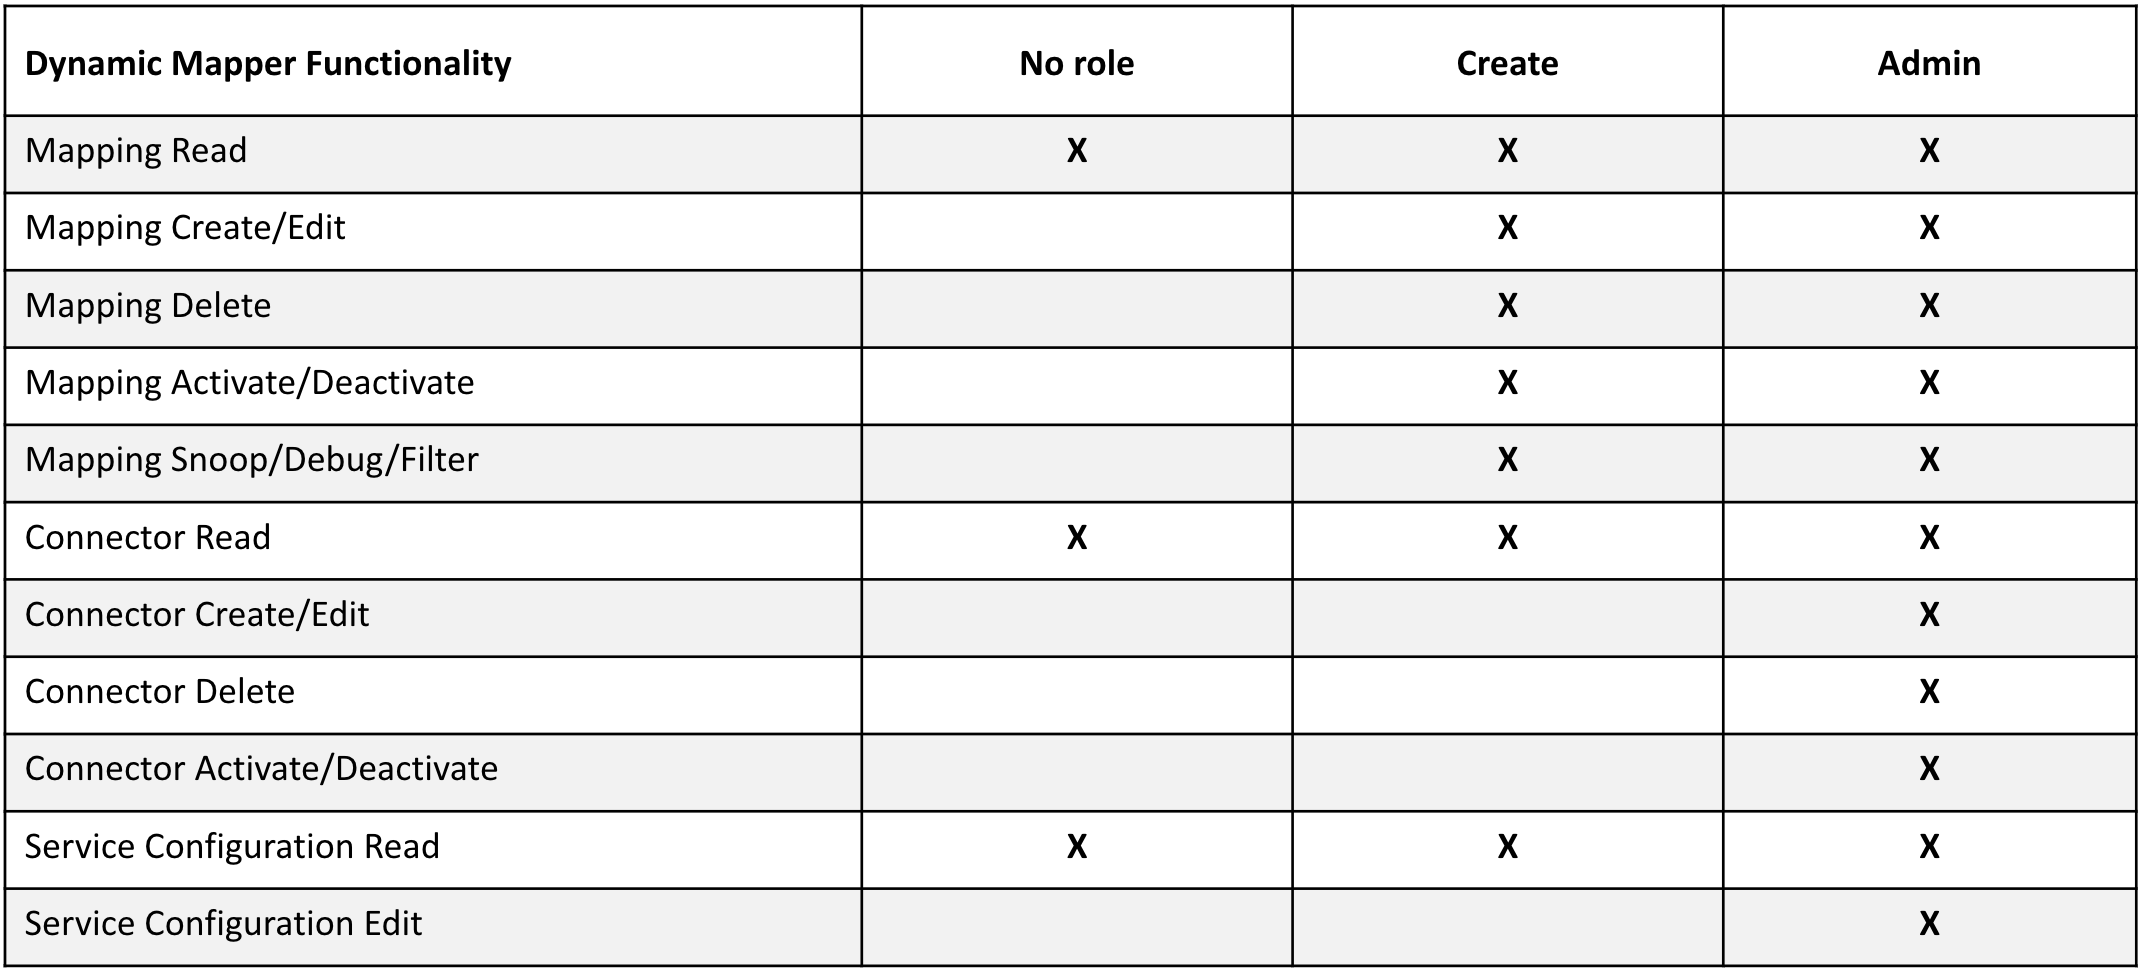 Dynamic Mapper Functionality No role Create Admin
Mapping Read X X X
Mapping Create/Edit X X
Mapping Delete X X
Mapping Activate/Deactivate X X
Mapping Snoop/Debug/Filter X X
Connector Read X X X
Connector Create/Edit X
Connector Delete X
Connector Activate/Deactivate X
Service Configuration Read X X X
Service Configuration Edit X